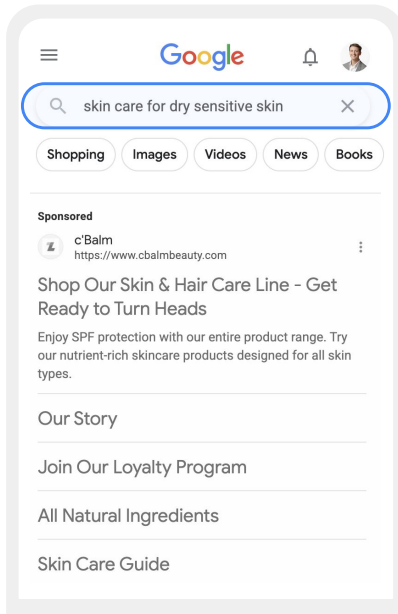 Google
skin care for dry sensitive skin
Shopping Images Videos News Books
Sponsored
c'Balm
https://www.cbalmbeauty.com
Shop Our Skin & Hair Care Line - Get
Ready to Turn Heads
Enjoy SPF protection with our entire product range. Try
our nutrient-rich skincare products designed for all skin
types.
Our Story
Join Our Loyalty Program
All Natural Ingredients
Skin Care Guide